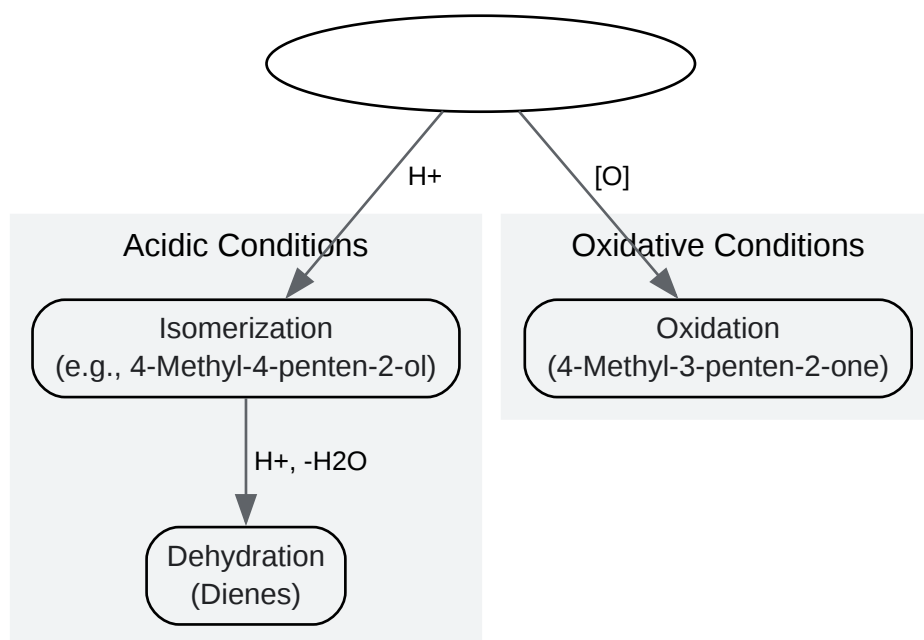 H+
[O]
Acidic Conditions
Oxidative Conditions
Isomerization
(e.g., 4-Methyl-4-penten-2-ol)
Oxidation
(4-Methyl-3-penten-2-one)
H+, -H2O
Dehydration
(Dienes)